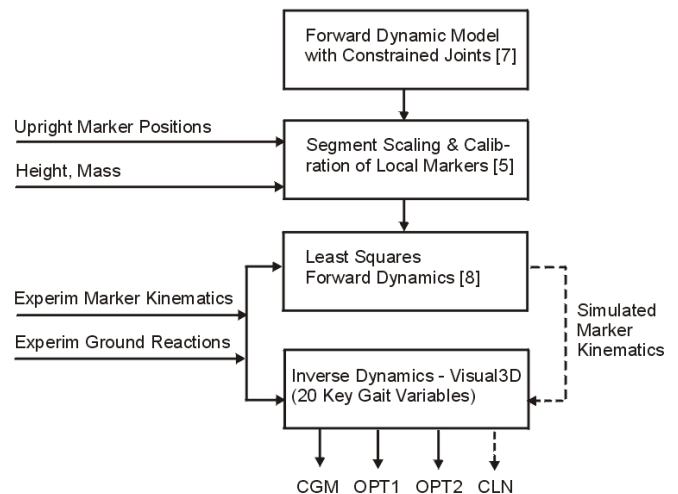 Forward Dynamic Model
with Constrained Joints [7]
Upright Marker Positions
Height, Mass
Segment Scaling & Calib-
ration of Local Markers [5]
Least Squares
Forward Dynamics [8]
Experim Marker Kinematics
Experim Ground Reactions
Simulated
Marker
Kinematics
Inverse Dynamics - Visual3D
(20 Key Gait Variables)
CGM OPT1 OPT2 CLN